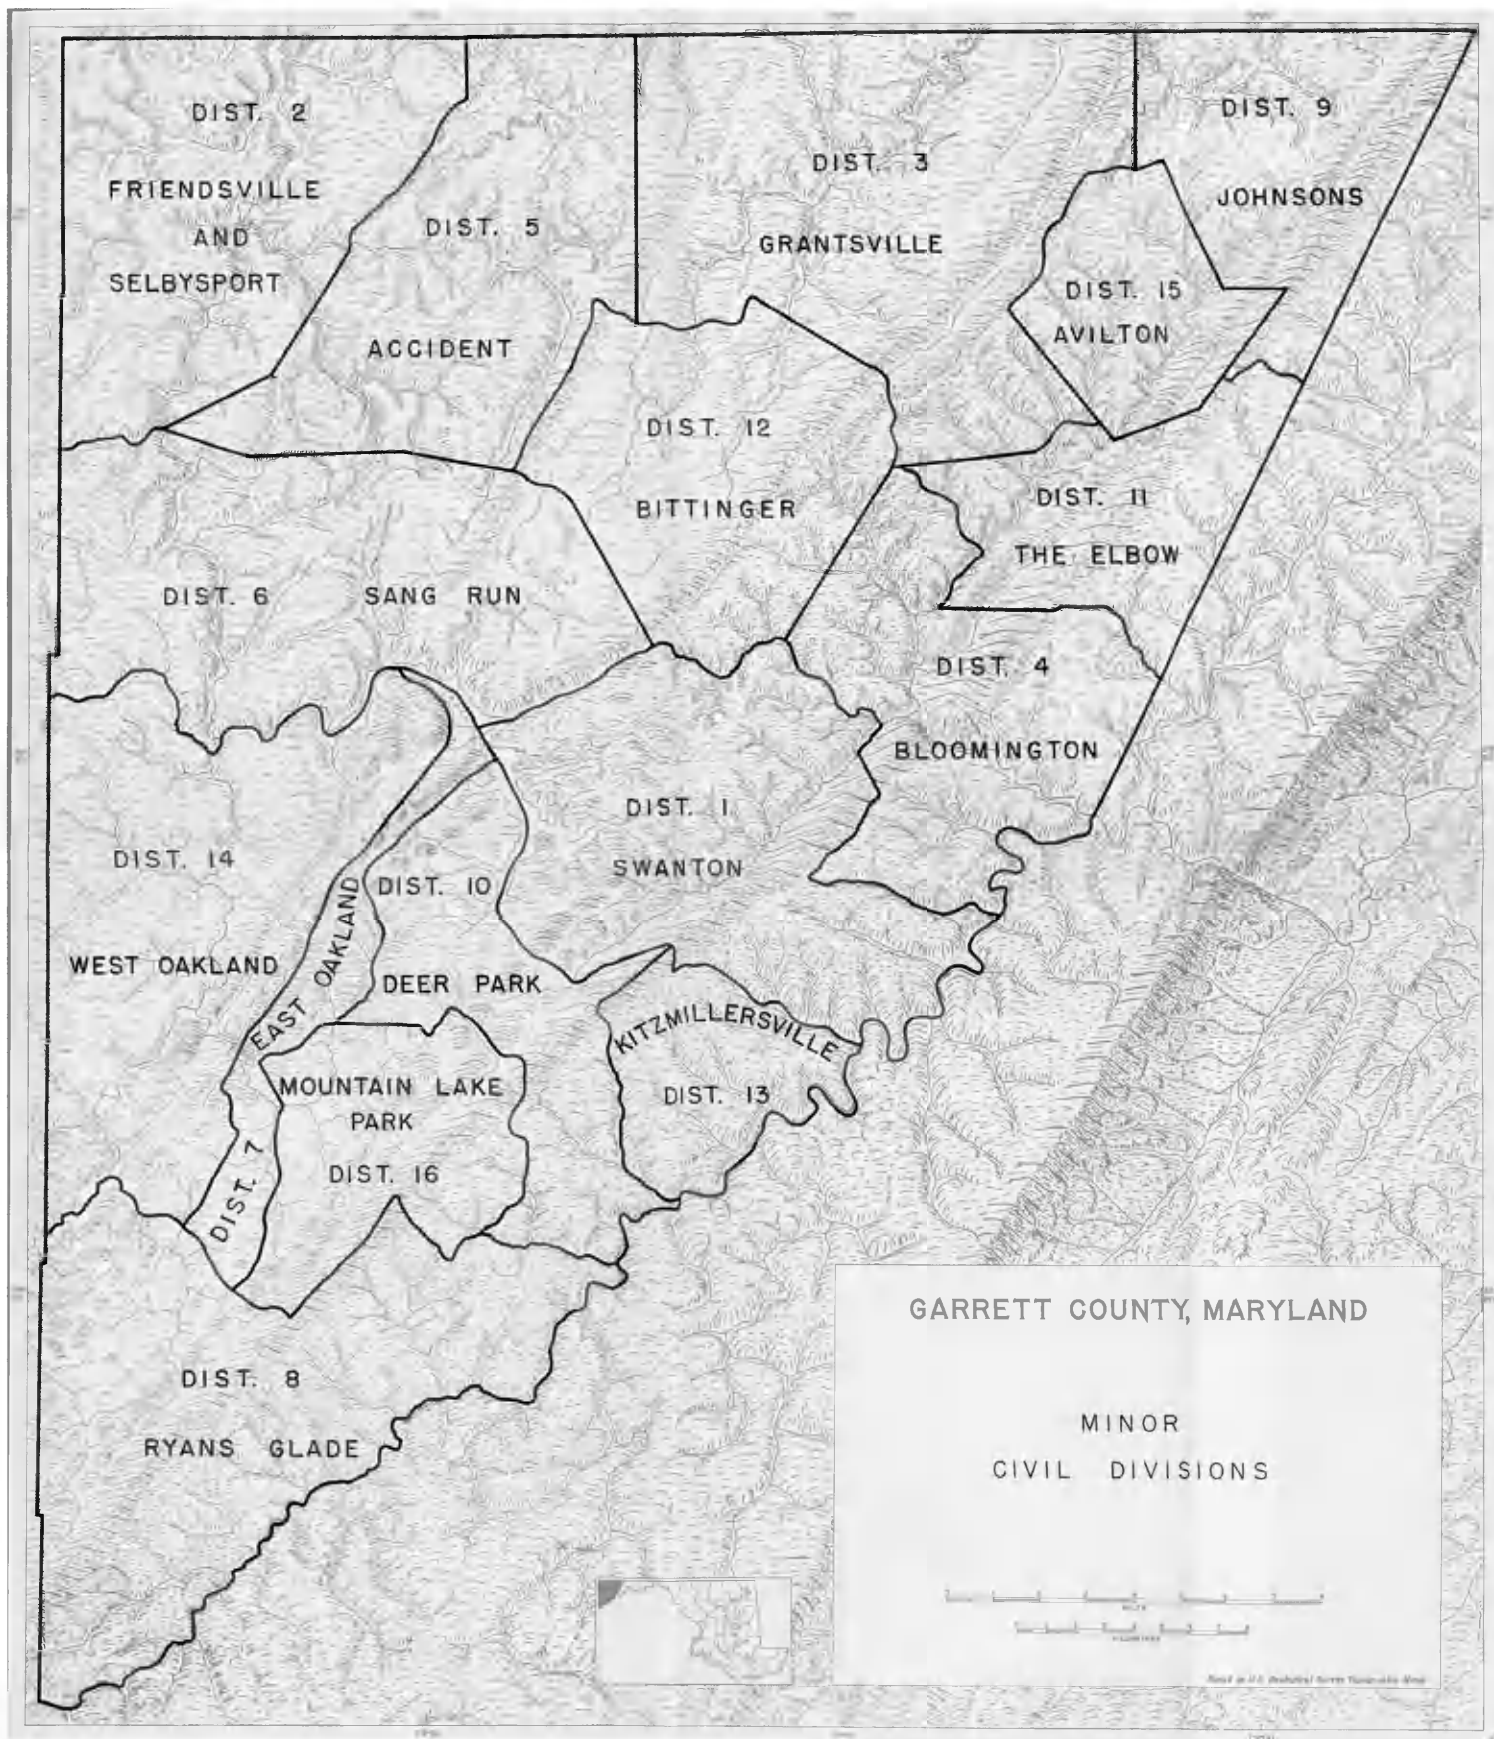 DIST. 2
FRIENDSVILLE
AND
SELBYSPORT
DIST. 5
ACCIDENT
DIST. 3
GRANTSVILLE
DIST. 9
JOHNSONS
DIST. 15
AVILTON
DIST. 12
BITTINGER
DIST. 11
THE ELBOW
DIST. 6 SANG RUN
DIST. 4
BLOOMINGTON
DIST. 1
SWANTON
DIST. 14
WEST OAKLAND
EAST OAKLAND
DIST. 7
DIST. 10
DEER PARK
KITZMILLERSVILLE
DIST. 13
MOUNTAIN LAKE
PARK
DIST. 16
DIST. 8
RYANS GLADE
GARRETT COUNTY, MARYLAND
MINOR
CIVIL DIVISIONS